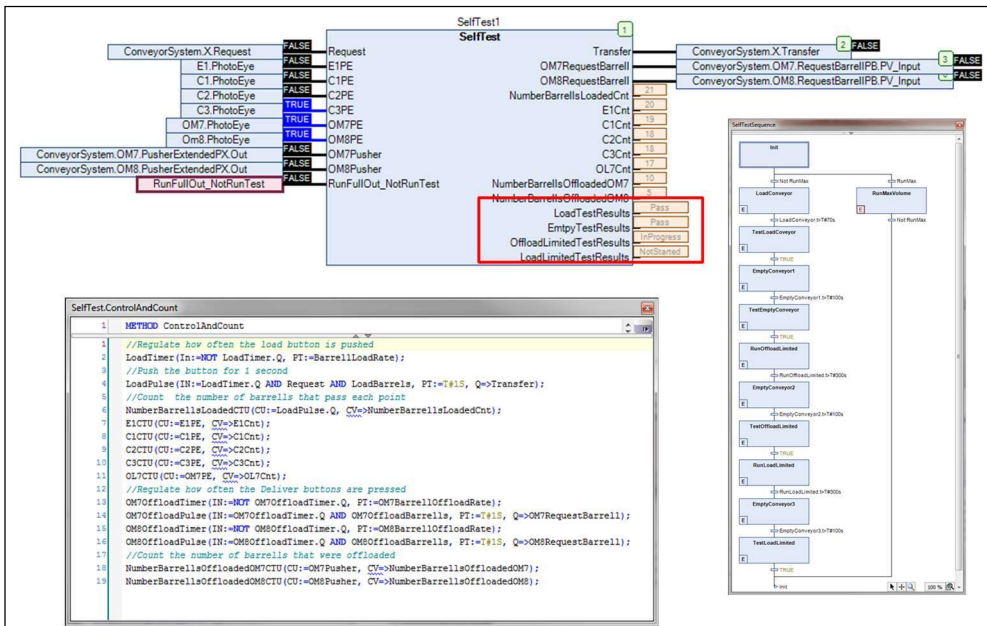 SelfTest1
SelfTest
1
FALSE
ConveyorSystem.X.Request
Request
Transfer
ConveyorSystem.X.Transfer
2
FALSE
FALSE
E1.PhotoEye
E1PE
OM7RequestBarrell
ConveyorSystem.OM7.RequestBarrellPB.PV_Input
3
FALSE
FALSE
C1.PhotoEye
C1PE
OM8RequestBarrell
ConveyorSystem.OM8.RequestBarrellPB.PV_Input
FALSE
FALSE
C2.PhotoEye
C2PE
NumberBarrellsLoadedCnt
21
TRUE
C3.PhotoEye
C3PE
E1Cnt
20
TRUE
OM7.PhotoEye
OM7PE
C1Cnt
19
TRUE
Om8.PhotoEye
OM8PE
C2Cnt
18
FALSE
ConveyorSystem.OM7.PusherExtendedPX.Out
OM7Pusher
C3Cnt
18
FALSE
ConveyorSystem.OM8.PusherExtendedPX.Out
OM8Pusher
OL7Cnt
17
FALSE
RunFullOut_NotRunTest
RunFullOut_NotRunTest
NumberBarrellsOffloadedOM7
10
NumberBarrellsOffloadedOM8
5
LoadTestResults
Pass
EmtpyTestResults
Pass
OffloadLimitedTestResults
InProgress
LoadLimitedTestResults
NotStarted
SelfTest.ControlAndCount
1 METHOD ControlAndCount
1 //Regulate how often the load button is pushed
2 LoadTimer(In:=NOT LoadTimer.Q, PT:=BarrellLoadRate);
3 //Push the button for 1 second
4 LoadPulse(IN:=LoadTimer.Q AND Request AND LoadBarrels, PT:=T#1S, Q=>Transfer);
5 //Count the number of barrells that pass each point
6 NumberBarrellsLoadedCTU(CU:=LoadPulse.Q, CV=>NumberBarrellsLoadedCnt);
7 E1CTU(CU:=E1PE, CV=>E1Cnt);
8 C1CTU(CU:=C1PE, CV=>C1Cnt);
9 C2CTU(CU:=C2PE, CV=>C2Cnt);
10 C3CTU(CU:=C3PE, CV=>C3Cnt);
11 OL7CTU(CU:=OM7PE, CV=>OL7Cnt);
12 //Regulate how often the Deliver buttons are pressed
13 OM7OffloadTimer(IN:=NOT OM7OffloadTimer.Q, PT:=OM7BarrellOffloadRate);
14 OM7OffloadPulse(IN:=OM7OffloadTimer.Q AND OM7OffloadBarrells, PT:=T#1S, Q=>OM7RequestBarrell);
15 OM8OffloadTimer(IN:=NOT OM8OffloadTimer.Q, PT:=OM8BarrellOffloadRate);
16 OM8OffloadPulse(IN:=OM8OffloadTimer.Q AND OM8OffloadBarrells, PT:=T#1S, Q=>OM8RequestBarrell);
17 //Count the number of barrells that were offloaded
18 NumberBarrellsOffloadedOM7CTU(CU:=OM7Pusher, CV=>NumberBarrellsOffloadedOM7);
19 NumberBarrellsOffloadedOM8CTU(CU:=OM8Pusher, CV=>NumberBarrellsOffloadedOM8);
SelfTestSequence
Init
Not RunMax
RunMax
LoadConveyor
RunMaxVolume
E
E
LoadConveyor.t>T#70s
Not RunMax
TestLoadCoveyor
E
TRUE
EmptyConveyor1
E
EmptyConveyor1.t>T#100s
TestEmptyConveyor
E
TRUE
RunOffloadLimited
E
RunOffloadLimited.t>T#300s
EmptyConveyor2
E
EmptyConveyor2.t>T#100s
TestOffloadLimited
E
TRUE
RunLoadLimited
E
RunLoadLimited.t>T#300s
EmptyConveyor3
E
EmptyConveyor3.t>T#100s
TestLoadLimited
E
TRUE
Init
100 %